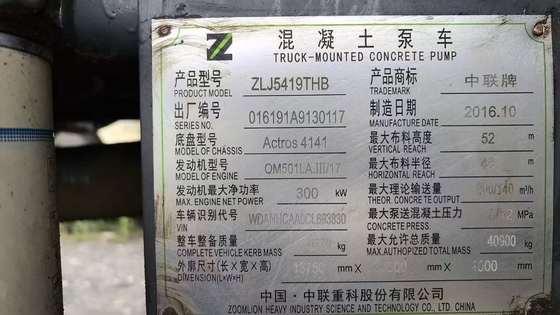 混凝土泵车
TRUCK-MOUNTED CONCRETE PUMP
产品型号 ZLJ5419THB 产品商标 中联牌
PRODUCT MODEL TRADEMARK
出厂编号 016191A9130117 制造日期 2016.10
SERIES NO. MANUFACTURE DATE
底盘型号 Actros 4141 最大布料高度 52 m
MODEL OF CHASSIS VERTICAL REACH
发动机型号 OM501LA.III/17 最大布料半径 m
MODEL OF ENGINE HORIZONTAL REACH
发动机最大净功率 300 kW 最大理论输送量 /140 m³/h
MAX. ENGINE NET POWER THEOR. CONCRETE OUTPUT
车辆识别代号 最大泵送混凝土压力 MPa
VIN CONCRETE PRESS.
整车整备质量 kg 最大允许总质量 kg
COMPLETE VEHICLE KERB MASS MAX.AUTHOPIZED TOTAL MASS
外廓尺寸(长×宽×高) mm X mm X mm
DIMENSION(L×W×H)
中国·中联重科股份有限公司
ZOOMLION HEAVY INDUSTRY SCIENCE AND TECHNOLOGY CO., LTD. CHINA